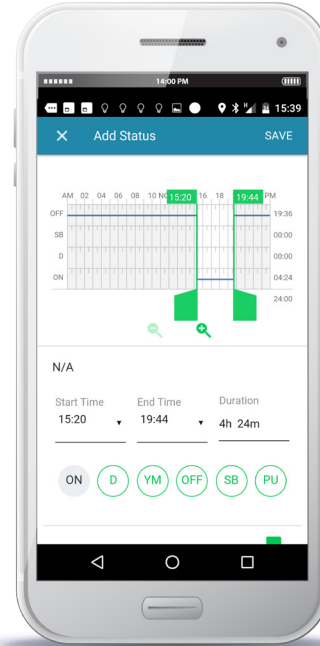 14:00 PM
15:39
Add Status SAVE
AM 02 04 06 08 10 15:20 16 18 19:44 PM
OFF 19:36
SB 00:00
D 00:00
ON 04:24
24:00
N/A
Start Time End Time Duration
15:20 19:44 4h 24m
ON D YM OFF SB PU